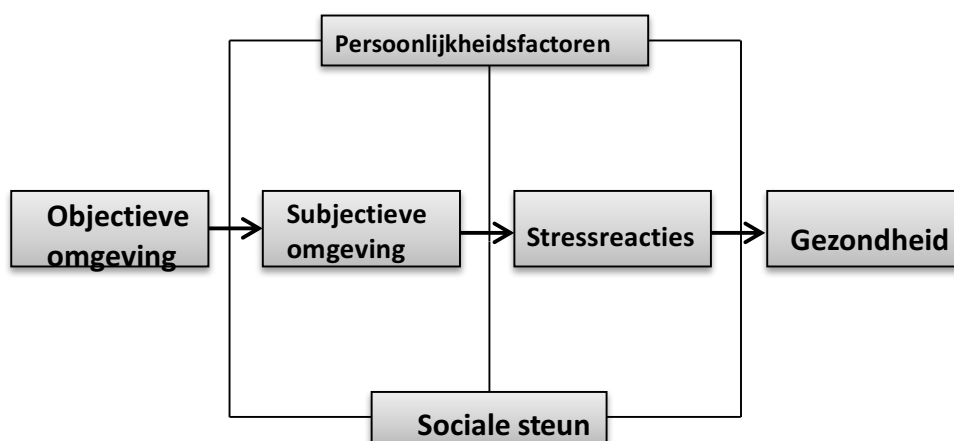 Persoonlijkheidsfactoren
Objectieve
omgeving
Subjectieve
omgeving
Stressreacties
Gezondheid
Sociale steun